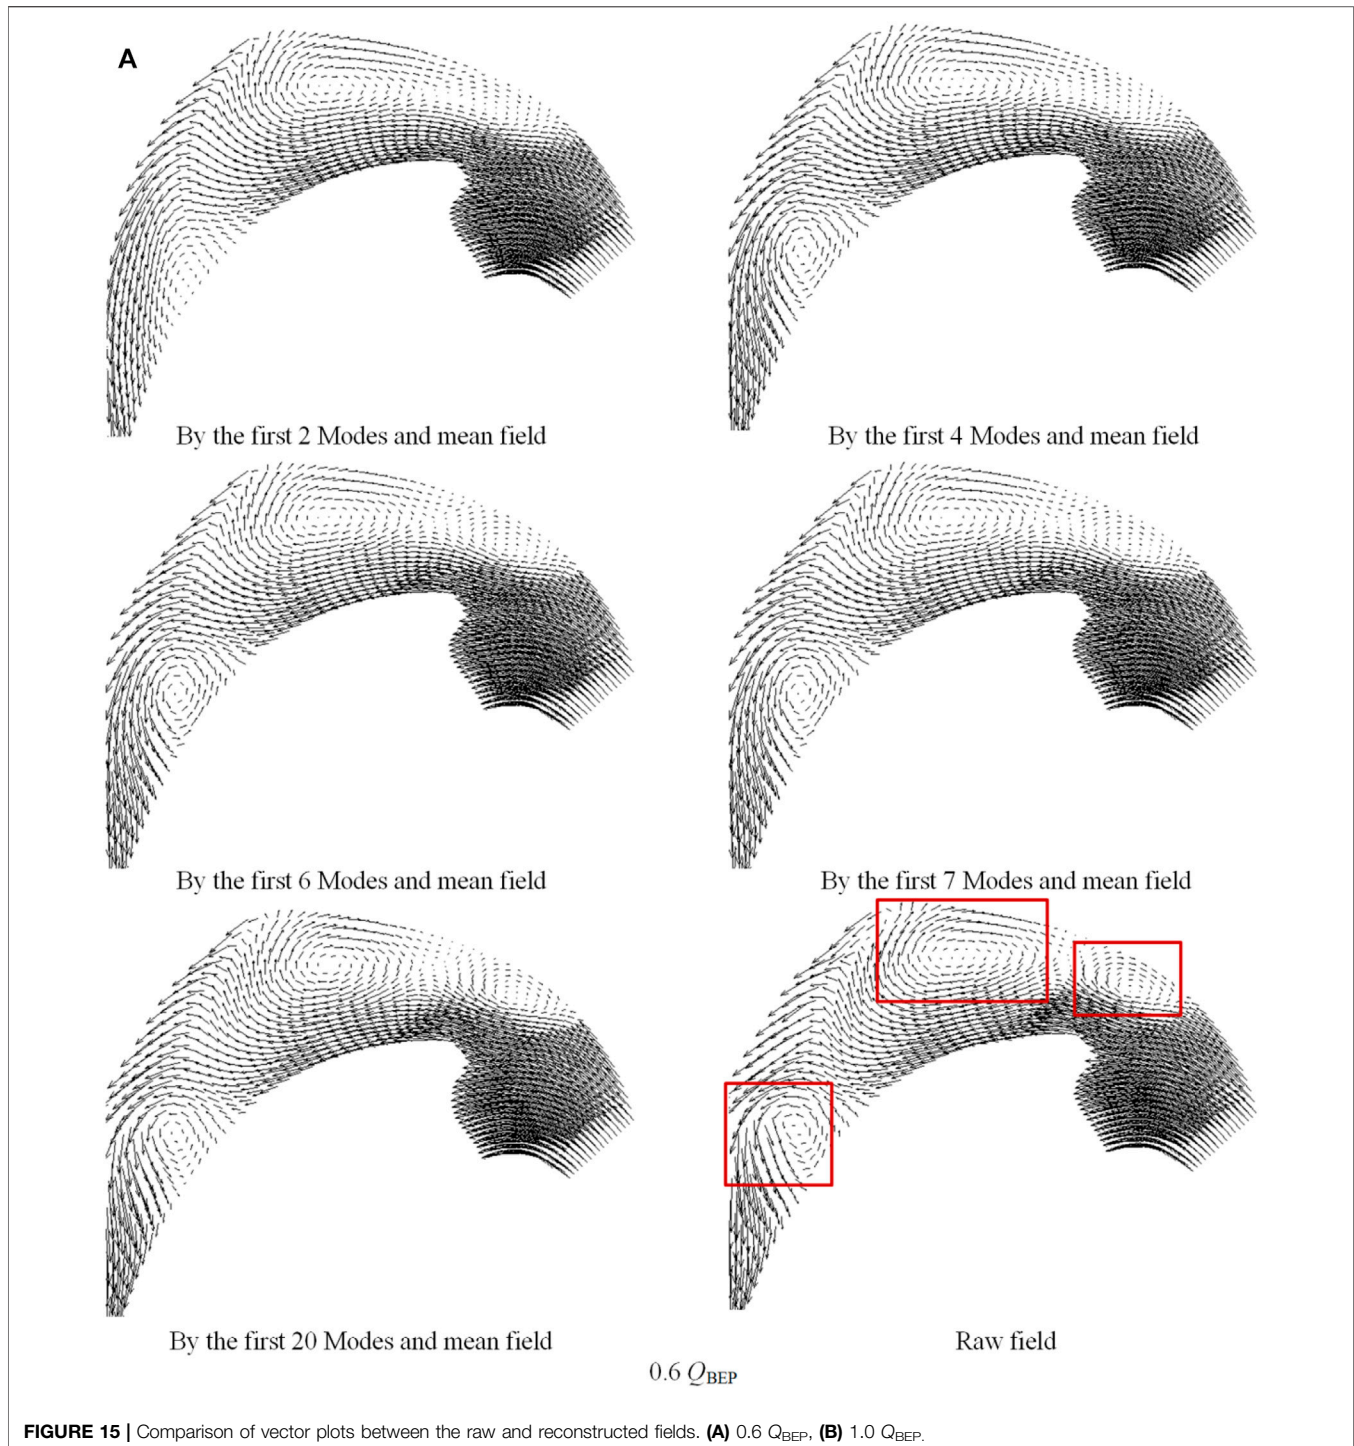 A
By the first 2 Modes and mean field
By the first 4 Modes and mean field
By the first 6 Modes and mean field
By the first 7 Modes and mean field
By the first 20 Modes and mean field
Raw field
0.6 Q_BEP
FIGURE 15 | Comparison of vector plots between the raw and reconstructed fields. (A) 0.6 Q_BEP, (B) 1.0 Q_BEP.